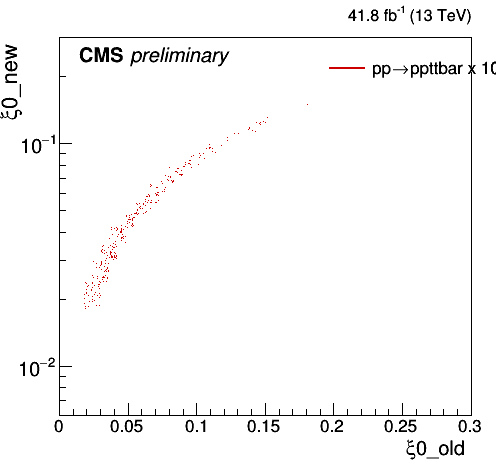 41.8 fb⁻¹ (13 TeV)
CMS preliminary
pp→ppttbar x 10
ξ0_new
10⁻¹
10⁻²
0 0.05 0.1 0.15 0.2 0.25 0.3
ξ0_old